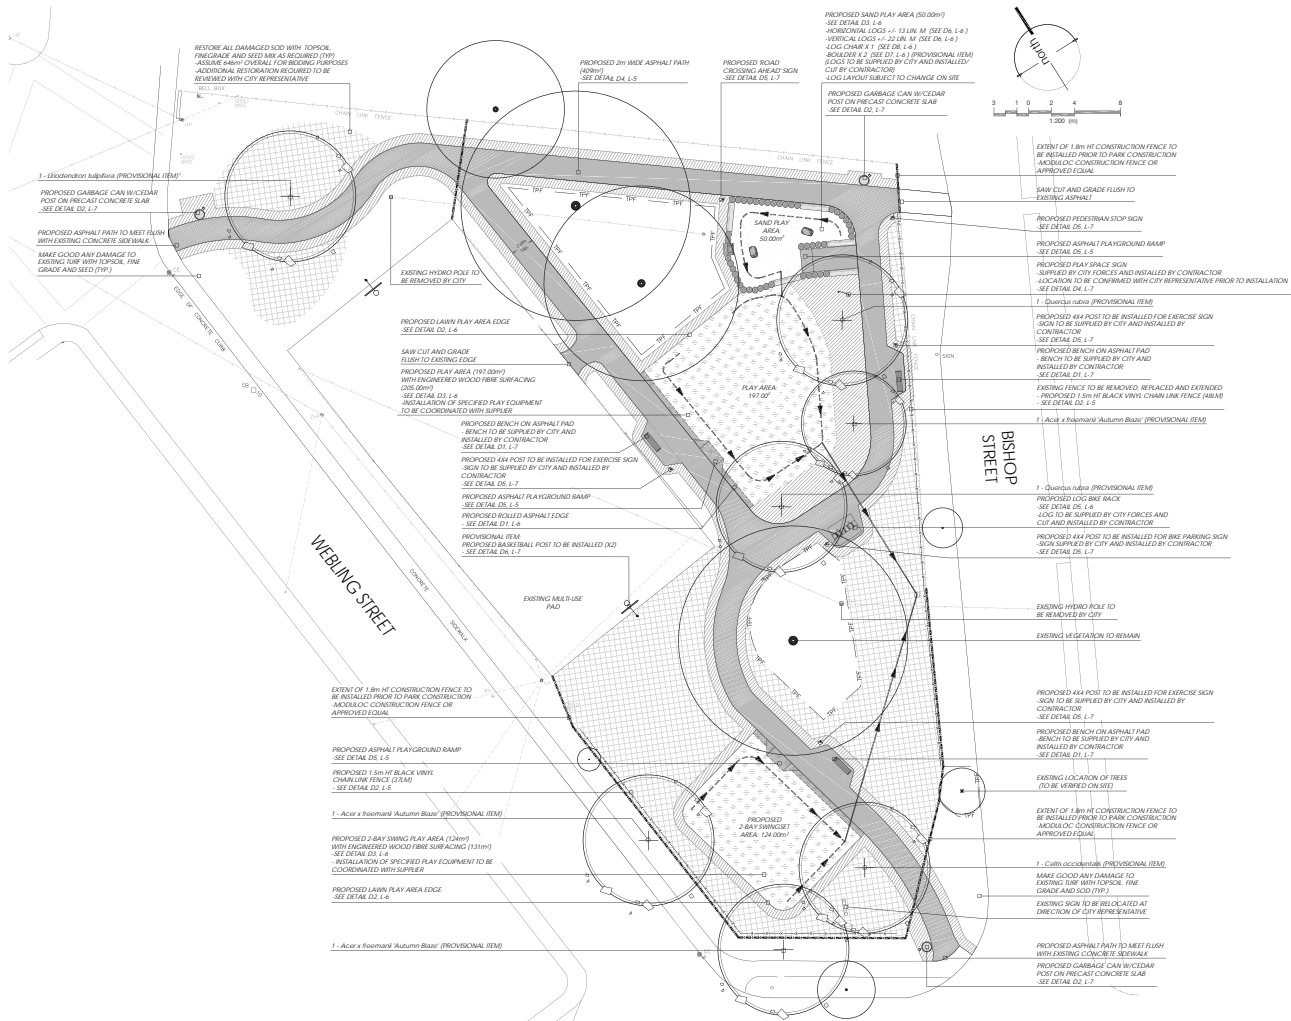 RESTORE ALL DAMAGED SOD WITH TOPSOIL,
FINEGRADE AND SEED MIX AS REQUIRED (TYP)
-ASSUME 646m² OVERALL FOR BIDDING PURPOSES
-ADDITIONAL RESTORATION REQUIRED TO BE
REVIEWED WITH CITY REPRESENTATIVE
BELL BOX
CHAIN LINK FENCE
PROPOSED 2m WIDE ASPHALT PATH
(409m²)
-SEE DETAIL D4, L-5
PROPOSED 'ROAD
CROSSING AHEAD' SIGN
-SEE DETAIL D5, L-7
PROPOSED SAND PLAY AREA (50.00m²)
-SEE DETAIL D3, L-6
-HORIZONTAL LOGS +/- 13 LIN. M (SEE D6, L-6 )
-VERTICAL LOGS +/- 22 LIN. M (SEE D6, L-6 )
-LOG CHAIR X 1 (SEE D8, L-6 )
-BOULDER X 2 (SEE D7, L-6 ) (PROVISIONAL ITEM)
(LOGS TO BE SUPPLIED BY CITY AND INSTALLED/
CUT BY CONTRACTOR)
-LOG LAYOUT SUBJECT TO CHANGE ON SITE
PROPOSED GARBAGE CAN W/CEDAR
POST ON PRECAST CONCRETE SLAB
-SEE DETAIL D2, L-7
CHAIN LINK FENCE
north
3 1 0 2 4 8
1:200 (m)
1 - Liriodendron tulipifera (PROVISIONAL ITEM)
PROPOSED GARBAGE CAN W/CEDAR
POST ON PRECAST CONCRETE SLAB
-SEE DETAIL D2, L-7
PROPOSED ASPHALT PATH TO MEET FLUSH
WITH EXISTING CONCRETE SIDEWALK
MAKE GOOD ANY DAMAGE TO
EXISTING TURF WITH TOPSOIL, FINE
GRADE AND SEED (TYP.)
EDGE OF CONCRETE CURB
EXISTING HYDRO POLE TO
BE REMOVED BY CITY
PROPOSED LAWN PLAY AREA EDGE
-SEE DETAIL D2, L-6
SAW CUT AND GRADE
FLUSH TO EXISTING EDGE
PROPOSED PLAY AREA (197.00m²)
WITH ENGINEERED WOOD FIBRE SURFACING
(205.00m²)
-SEE DETAIL D3, L-6
-INSTALLATION OF SPECIFIED PLAY EQUIPMENT
TO BE COORDINATED WITH SUPPLIER
PROPOSED BENCH ON ASPHALT PAD
- BENCH TO BE SUPPLIED BY CITY AND
INSTALLED BY CONTRACTOR
-SEE DETAIL D1, L-7
PROPOSED 4X4 POST TO BE INSTALLED FOR EXERCISE SIGN
-SIGN TO BE SUPPLIED BY CITY AND INSTALLED BY
CONTRACTOR
-SEE DETAIL D5, L-7
PROPOSED ASPHALT PLAYGROUND RAMP
-SEE DETAIL D5, L-5
PROPOSED ROLLED ASPHALT EDGE
- SEE DETAIL D1, L-6
PROVISIONAL ITEM:
PROPOSED BASKETBALL POST TO BE INSTALLED (X2)
- SEE DETAIL D6, L-7
EXISTING MULTI-USE
PAD
TPF
TPF
TPF
TPF
TPF
TPF
TPF
SAND PLAY
AREA:
50.00m²
PLAY AREA:
197.00
EXTENT OF 1.8m HT CONSTRUCTION FENCE TO
BE INSTALLED PRIOR TO PARK CONSTRUCTION
- MODULOC CONSTRUCTION FENCE OR
APPROVED EQUAL
SAW CUT AND GRADE FLUSH TO
EXISTING ASPHALT
PROPOSED PEDESTRIAN STOP SIGN
-SEE DETAIL D5, L-7
PROPOSED ASPHALT PLAYGROUND RAMP
-SEE DETAIL D5, L-5
PROPOSED PLAY SPACE SIGN
-SUPPLIED BY CITY FORCES AND INSTALLED BY CONTRACTOR
-LOCATION TO BE CONFIRMED WITH CITY REPRESENTATIVE PRIOR TO INSTALLATION
-SEE DETAIL D4, L-7
1 - Quercus rubra (PROVISIONAL ITEM)
PROPOSED 4X4 POST TO BE INSTALLED FOR EXERCISE SIGN
-SIGN TO BE SUPPLIED BY CITY AND INSTALLED BY
CONTRACTOR
-SEE DETAIL D5, L-7
SIGN
PROPOSED BENCH ON ASPHALT PAD
- BENCH TO BE SUPPLIED BY CITY AND
INSTALLED BY CONTRACTOR
-SEE DETAIL D1, L-7
EXISTING FENCE TO BE REMOVED, REPLACED AND EXTENDED
- PROPOSED 1.5m HT BLACK VINYL CHAIN LINK FENCE (48LM)
- SEE DETAIL D2, L-5
1 - Acer x freemanii 'Autumn Blaze' (PROVISIONAL ITEM)
CHAIN LINK FENCE
BISHOP
STREET
1 - Quercus rubra (PROVISIONAL ITEM)
PROPOSED LOG BIKE RACK
-SEE DETAIL D5, L-6
-LOG TO BE SUPPLIED BY CITY FORCES AND
CUT AND INSTALLED BY CONTRACTOR
PROPOSED 4X4 POST TO BE INSTALLED FOR BIKE PARKING SIGN
-SIGN SUPPLIED BY CITY AND INSTALLED BY CONTRACTOR
-SEE DETAIL D5, L-7
EXISTING HYDRO POLE TO
BE REMOVED BY CITY
EXISTING VEGETATION TO REMAIN
WEBLING STREET
CONCRETE SIDEWALK
TPF
TPF
TPF
TPF
TPF
TPF
TPF
TPF
EXTENT OF 1.8m HT CONSTRUCTION FENCE TO
BE INSTALLED PRIOR TO PARK CONSTRUCTION
-MODULOC CONSTRUCTION FENCE OR
APPROVED EQUAL
PROPOSED ASPHALT PLAYGROUND RAMP
-SEE DETAIL D5, L-5
PROPOSED 1.5m HT BLACK VINYL
CHAIN LINK FENCE (37LM)
- SEE DETAIL D2, L-5
1 - Acer x freemanii 'Autumn Blaze' (PROVISIONAL ITEM)
PROPOSED 2-BAY SWING PLAY AREA (124m²)
WITH ENGINEERED WOOD FIBRE SURFACING (131m²)
-SEE DETAIL D3, L-6
- INSTALLATION OF SPECIFIED PLAY EQUIPMENT TO BE
COORDINATED WITH SUPPLIER
PROPOSED LAWN PLAY AREA EDGE
-SEE DETAIL D2, L-6
1 - Acer x freemanii 'Autumn Blaze' (PROVISIONAL ITEM)
PROPOSED
2-BAY SWINGSET
AREA: 124.00m²
PROPOSED 4X4 POST TO BE INSTALLED FOR EXERCISE SIGN
-SIGN TO BE SUPPLIED BY CITY AND INSTALLED BY
CONTRACTOR
-SEE DETAIL D5, L-7
PROPOSED BENCH ON ASPHALT PAD
-BENCH TO BE SUPPLIED BY CITY AND
INSTALLED BY CONTRACTOR
-SEE DETAIL D1, L-7
EXISTING LOCATION OF TREES
(TO BE VERIFIED ON SITE)
TPF
TPF
EXTENT OF 1.8m HT CONSTRUCTION FENCE TO
BE INSTALLED PRIOR TO PARK CONSTRUCTION
-MODULOC CONSTRUCTION FENCE OR
APPROVED EQUAL
1 - Celtis occidentalis (PROVISIONAL ITEM)
MAKE GOOD ANY DAMAGE TO
EXISTING TURF WITH TOPSOIL, FINE
GRADE AND SOD (TYP.)
EXISTING SIGN TO BE RELOCATED AT
DIRECTION OF CITY REPRESENTATIVE
PROPOSED ASPHALT PATH TO MEET FLUSH
WITH EXISTING CONCRETE SIDEWALK
PROPOSED GARBAGE CAN W/CEDAR
POST ON PRECAST CONCRETE SLAB
-SEE DETAIL D2, L-7